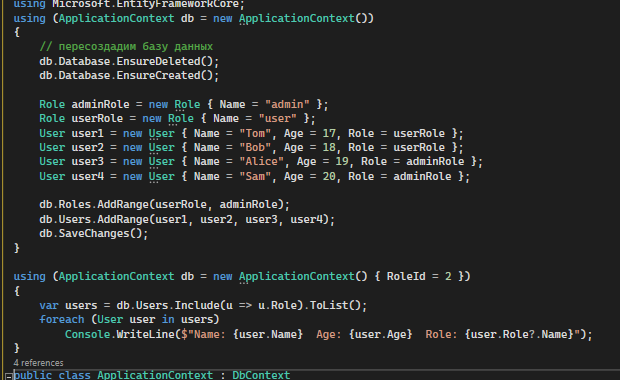 using Microsoft.EntityFrameworkCore;
using (ApplicationContext db = new ApplicationContext())
{
// пересоздадим базу данных
db.Database.EnsureDeleted();
db.Database.EnsureCreated();
Role adminRole = new Role { Name = "admin" };
Role userRole = new Role { Name = "user" };
User user1 = new User { Name = "Tom", Age = 17, Role = userRole };
User user2 = new User { Name = "Bob", Age = 18, Role = userRole };
User user3 = new User { Name = "Alice", Age = 19, Role = adminRole };
User user4 = new User { Name = "Sam", Age = 20, Role = adminRole };
db.Roles.AddRange(userRole, adminRole);
db.Users.AddRange(user1, user2, user3, user4);
db.SaveChanges();
}
using (ApplicationContext db = new ApplicationContext() { RoleId = 2 })
{
var users = db.Users.Include(u => u.Role).ToList();
foreach (User user in users)
Console.WriteLine($"Name: {user.Name}  Age: {user.Age}  Role: {user.Role?.Name}");
}
4 references
public class ApplicationContext : DbContext